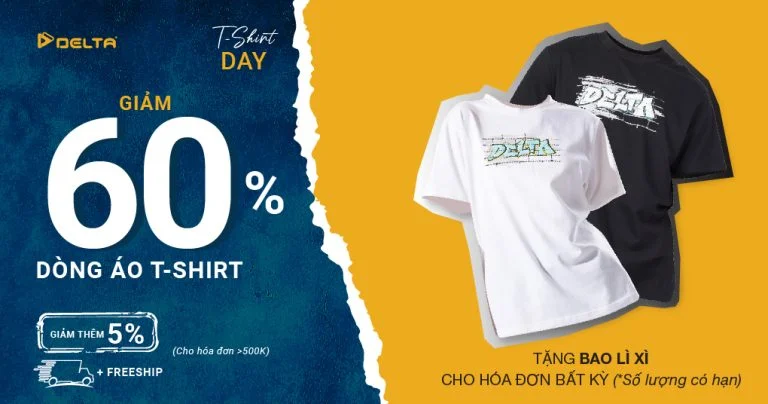 DELTA
T-Shirt
DAY
GIẢM
60%
DÒNG ÁO T-SHIRT
GIẢM THÊM 5%
(Cho hóa đơn >500K)
+ FREESHIP
DELTA
DELTA
TẶNG BAO LÌ XÌ
CHO HÓA ĐƠN BẤT KỲ (*Số lượng có hạn)